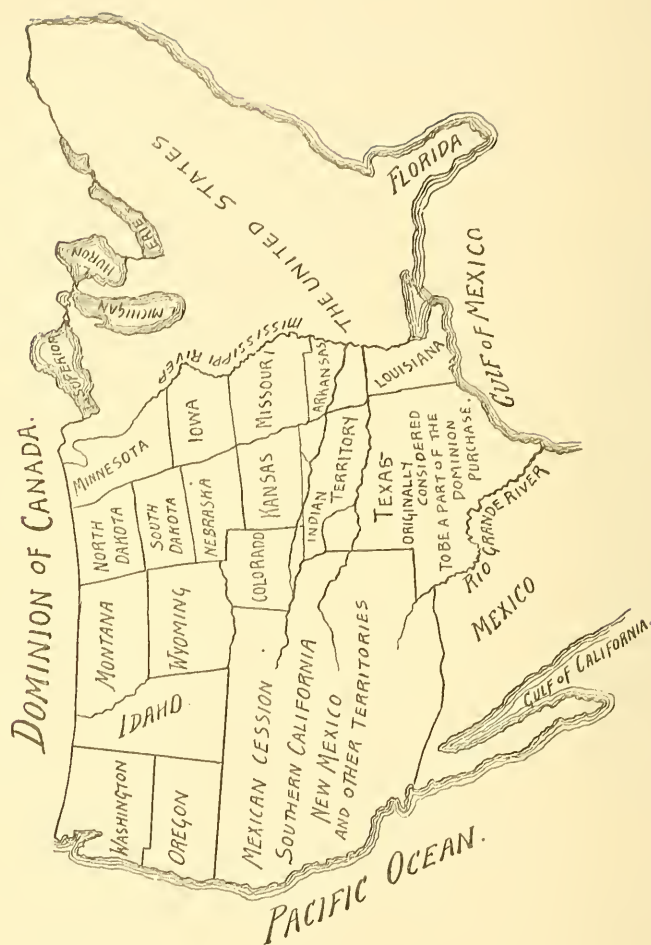 DOMINION OF CANADA.
SUPERIOR
MICHIGAN
HURON
ERIE
THE UNITED STATES
MISSISSIPPI RIVER
WASHINGTON
OREGON
IDAHO
MONTANA
WYOMING
NORTH
DAKOTA
SOUTH
DAKOTA
NEBRASKA
MINNESOTA
IOWA
MISSOURI
KANSAS
COLORADO
ARKANSAS
INDIAN
TERRITORY
LOUISIANA
TEXAS
ORIGINALLY
CONSIDERED
TO BE A PART OF THE
DOMINION
PURCHASE.
MEXICAN CESSION.
SOUTHERN CALIFORNIA
NEW MEXICO
AND OTHER TERRITORIES
RIO GRANDE RIVER
MEXICO
FLORIDA
GULF OF MEXICO
GULF OF CALIFORNIA.
PACIFIC OCEAN.